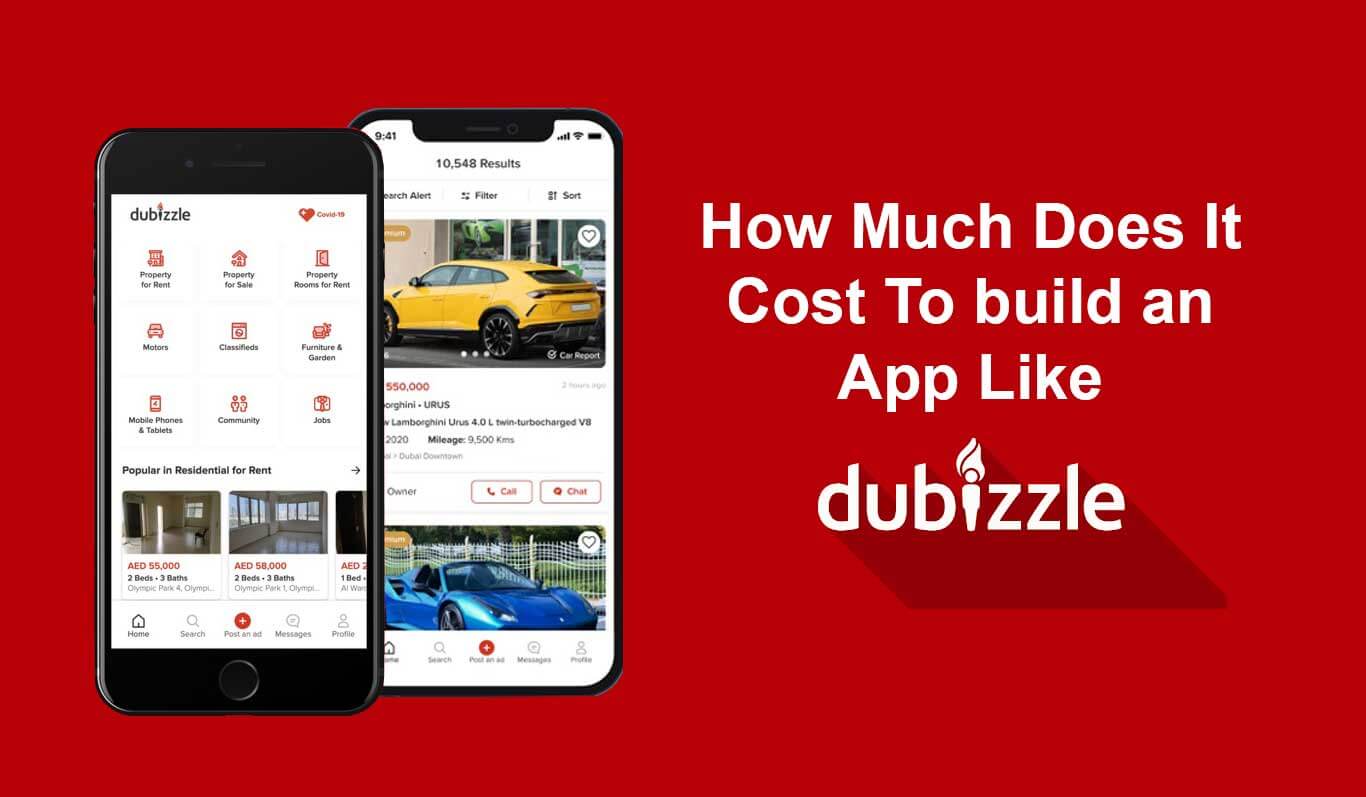 dubizzle
Covid-19
Property
for Rent
Property
for Sale
Property
Rooms for Rent
Motors
Classifieds
Furniture &
Garden
Mobile Phones
& Tablets
Community
Jobs
Popular in Residential for Rent
AED 55,000
2 Beds • 3 Baths
Olympic Park 4, Olympi...
AED 58,000
2 Beds • 3 Baths
Olympic Park 1, Olympi...
AED 2
1 Bed •
Al Wars
Home
Search
Post an ad
Messages
Profile
9:41
10,548 Results
earch Alert
Filter
Sort
mium
Car Report
550,000
2 hours ago
orghini • URUS
w Lamborghini Urus 4.0 L twin-turbocharged V8
2020 Mileage: 9,500 Kms
ai > Dubai Downtown
Owner
Call
Chat
mium
ome
Search
Post an ad
Messages
Profile
How Much Does It
Cost To build an
App Like
dubizzle